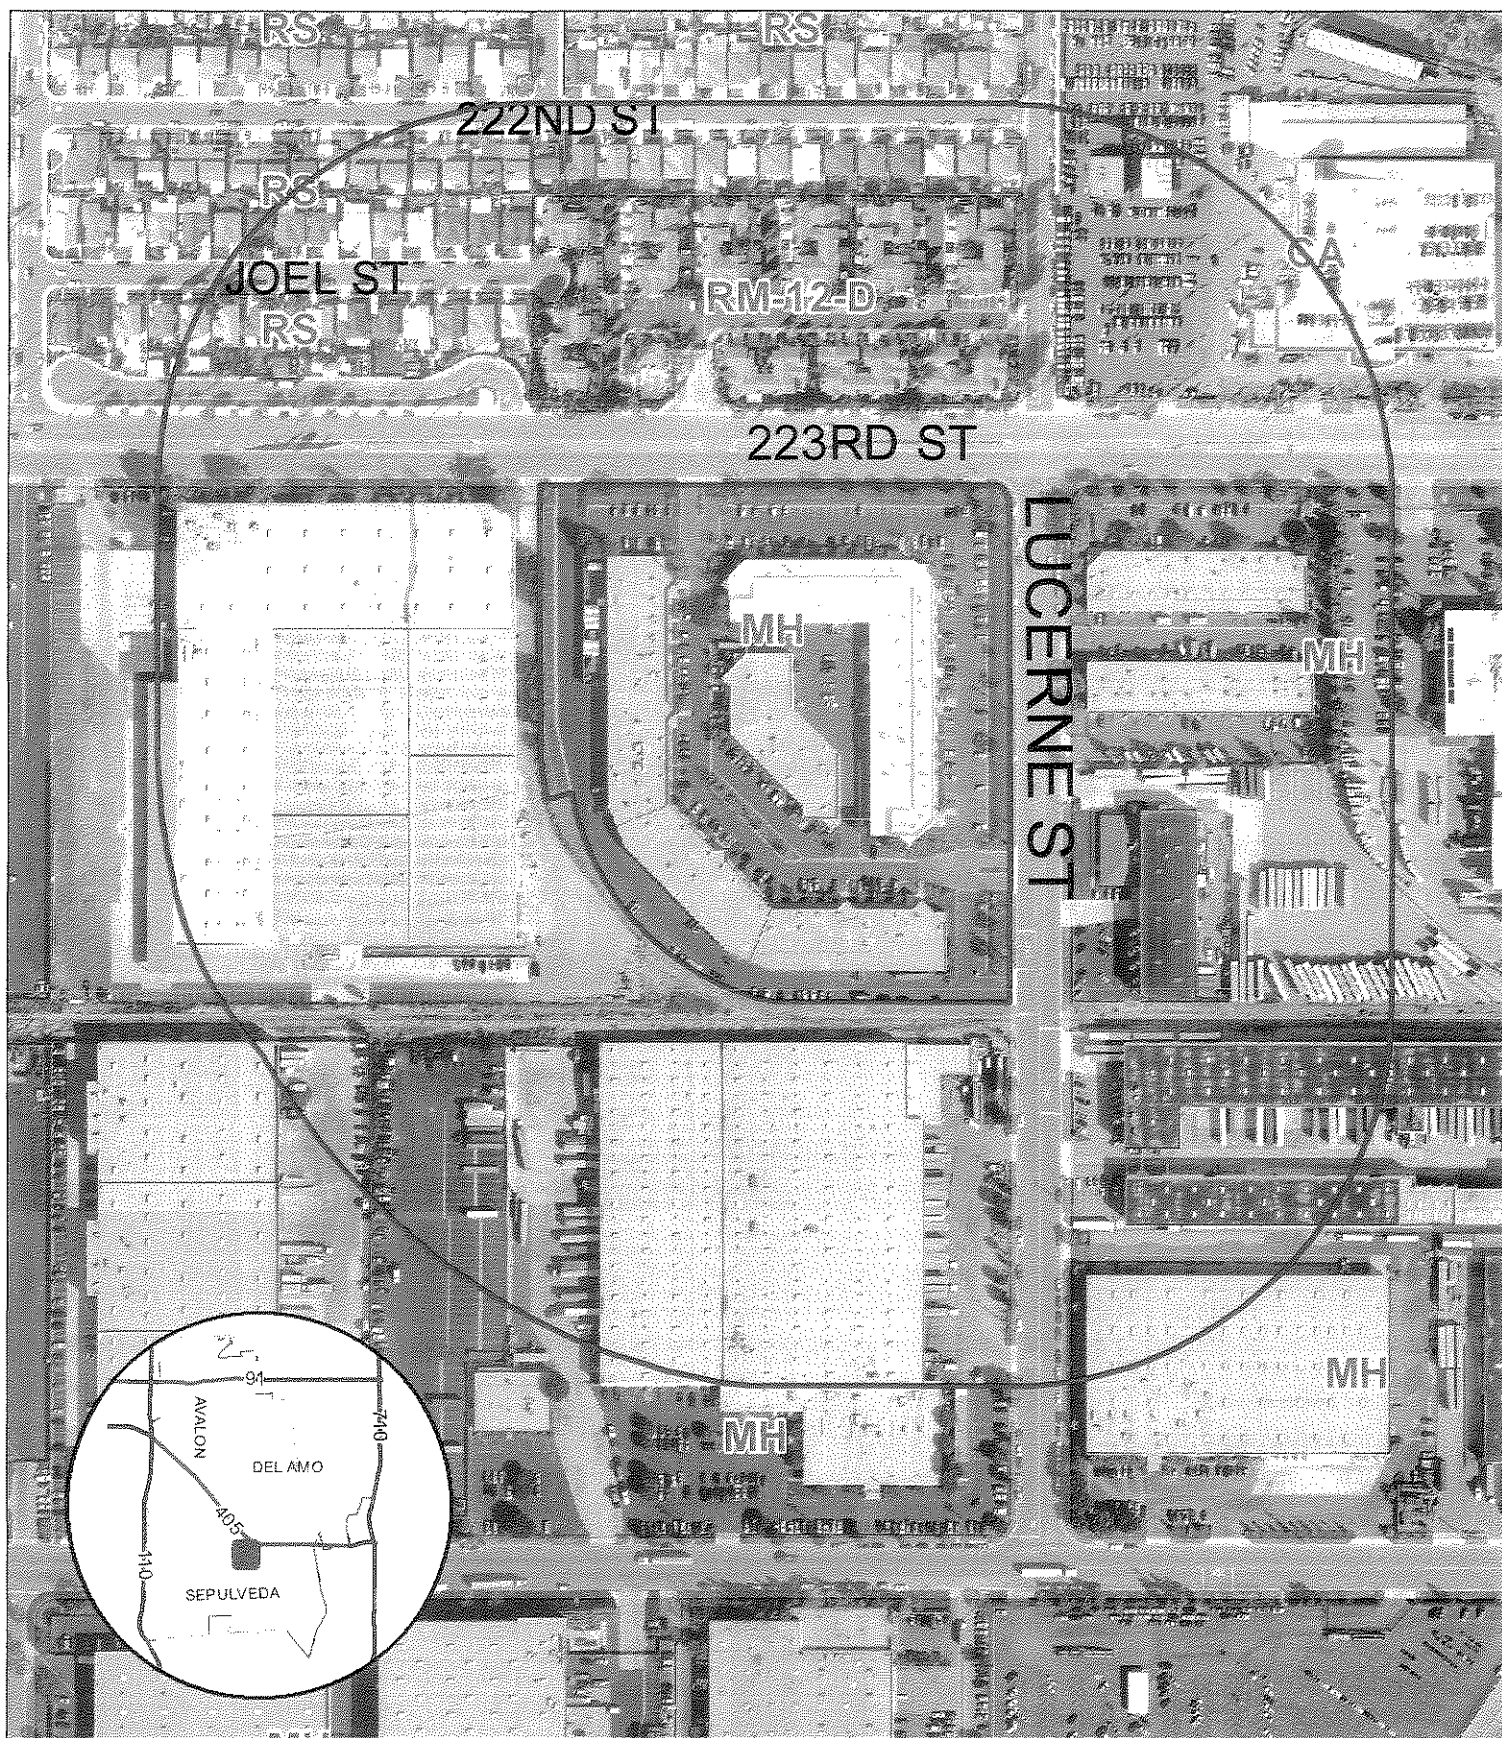 RS
RS
222ND ST
RS
CA
JOEL ST
RM-12-D
RS
223RD ST
LUCERNE ST
MH
MH
91
AVALON
710
DEL AMO
MH
MH
405
110
SEPULVEDA